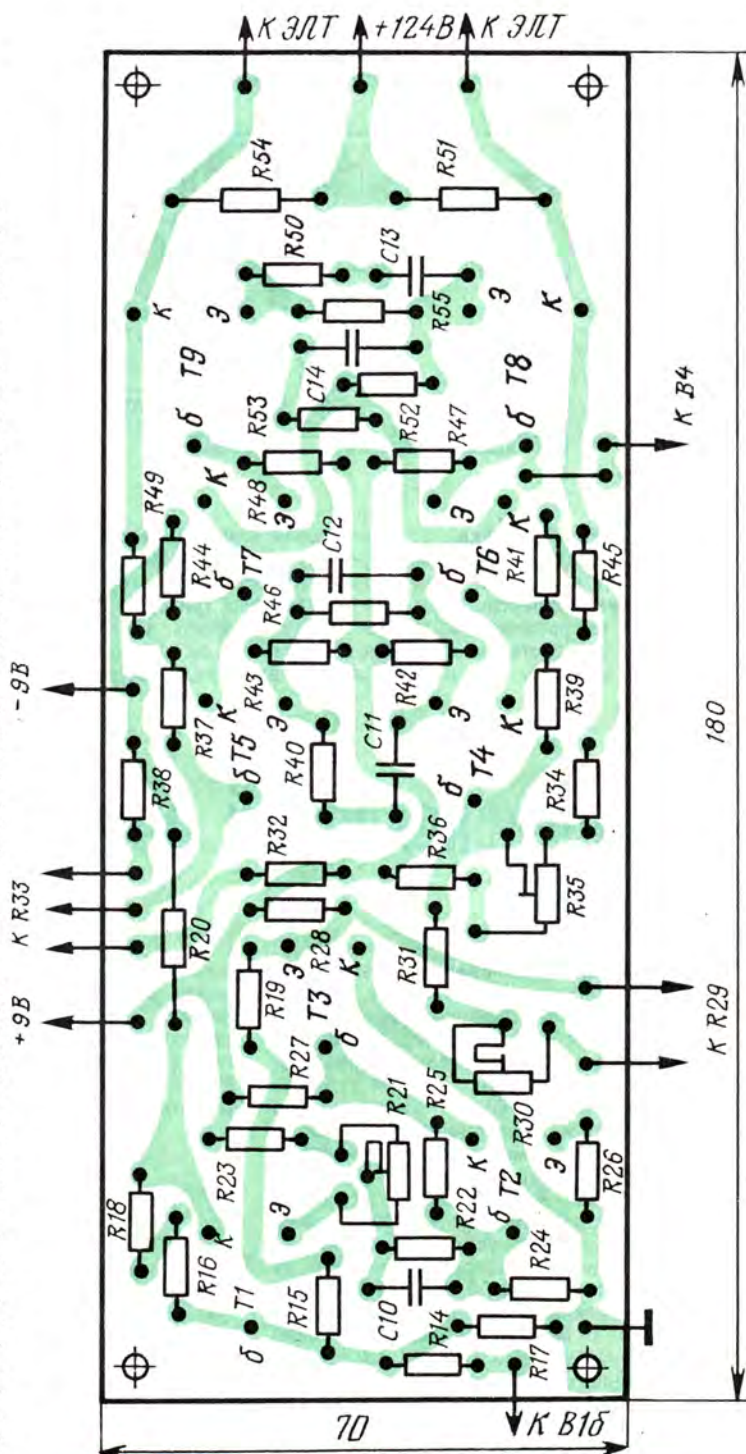 К ЭЛТ +124В К ЭЛТ
R54 R51
R50 C13
К Э R55 Э К
T9 C14 T8
б R53 R52 R47 б К В4
R49 К R48 Э Э К
R44 б T7 C12 б T6 R41 R45
R46
-9В R43 R42 R39
R37 К Э C11 Э К
R38 б T5 R40 б T4 R34
180
R32 R36
К R33 R20 R35
R28 R31
R19 Э К
+9В T3
б К R29
R27 R21 R25 R30
R23 К Э
R18 R22 б T2 R26
R16 К Э R24
T1 R15 C10 R14
б R17
К В1б
70